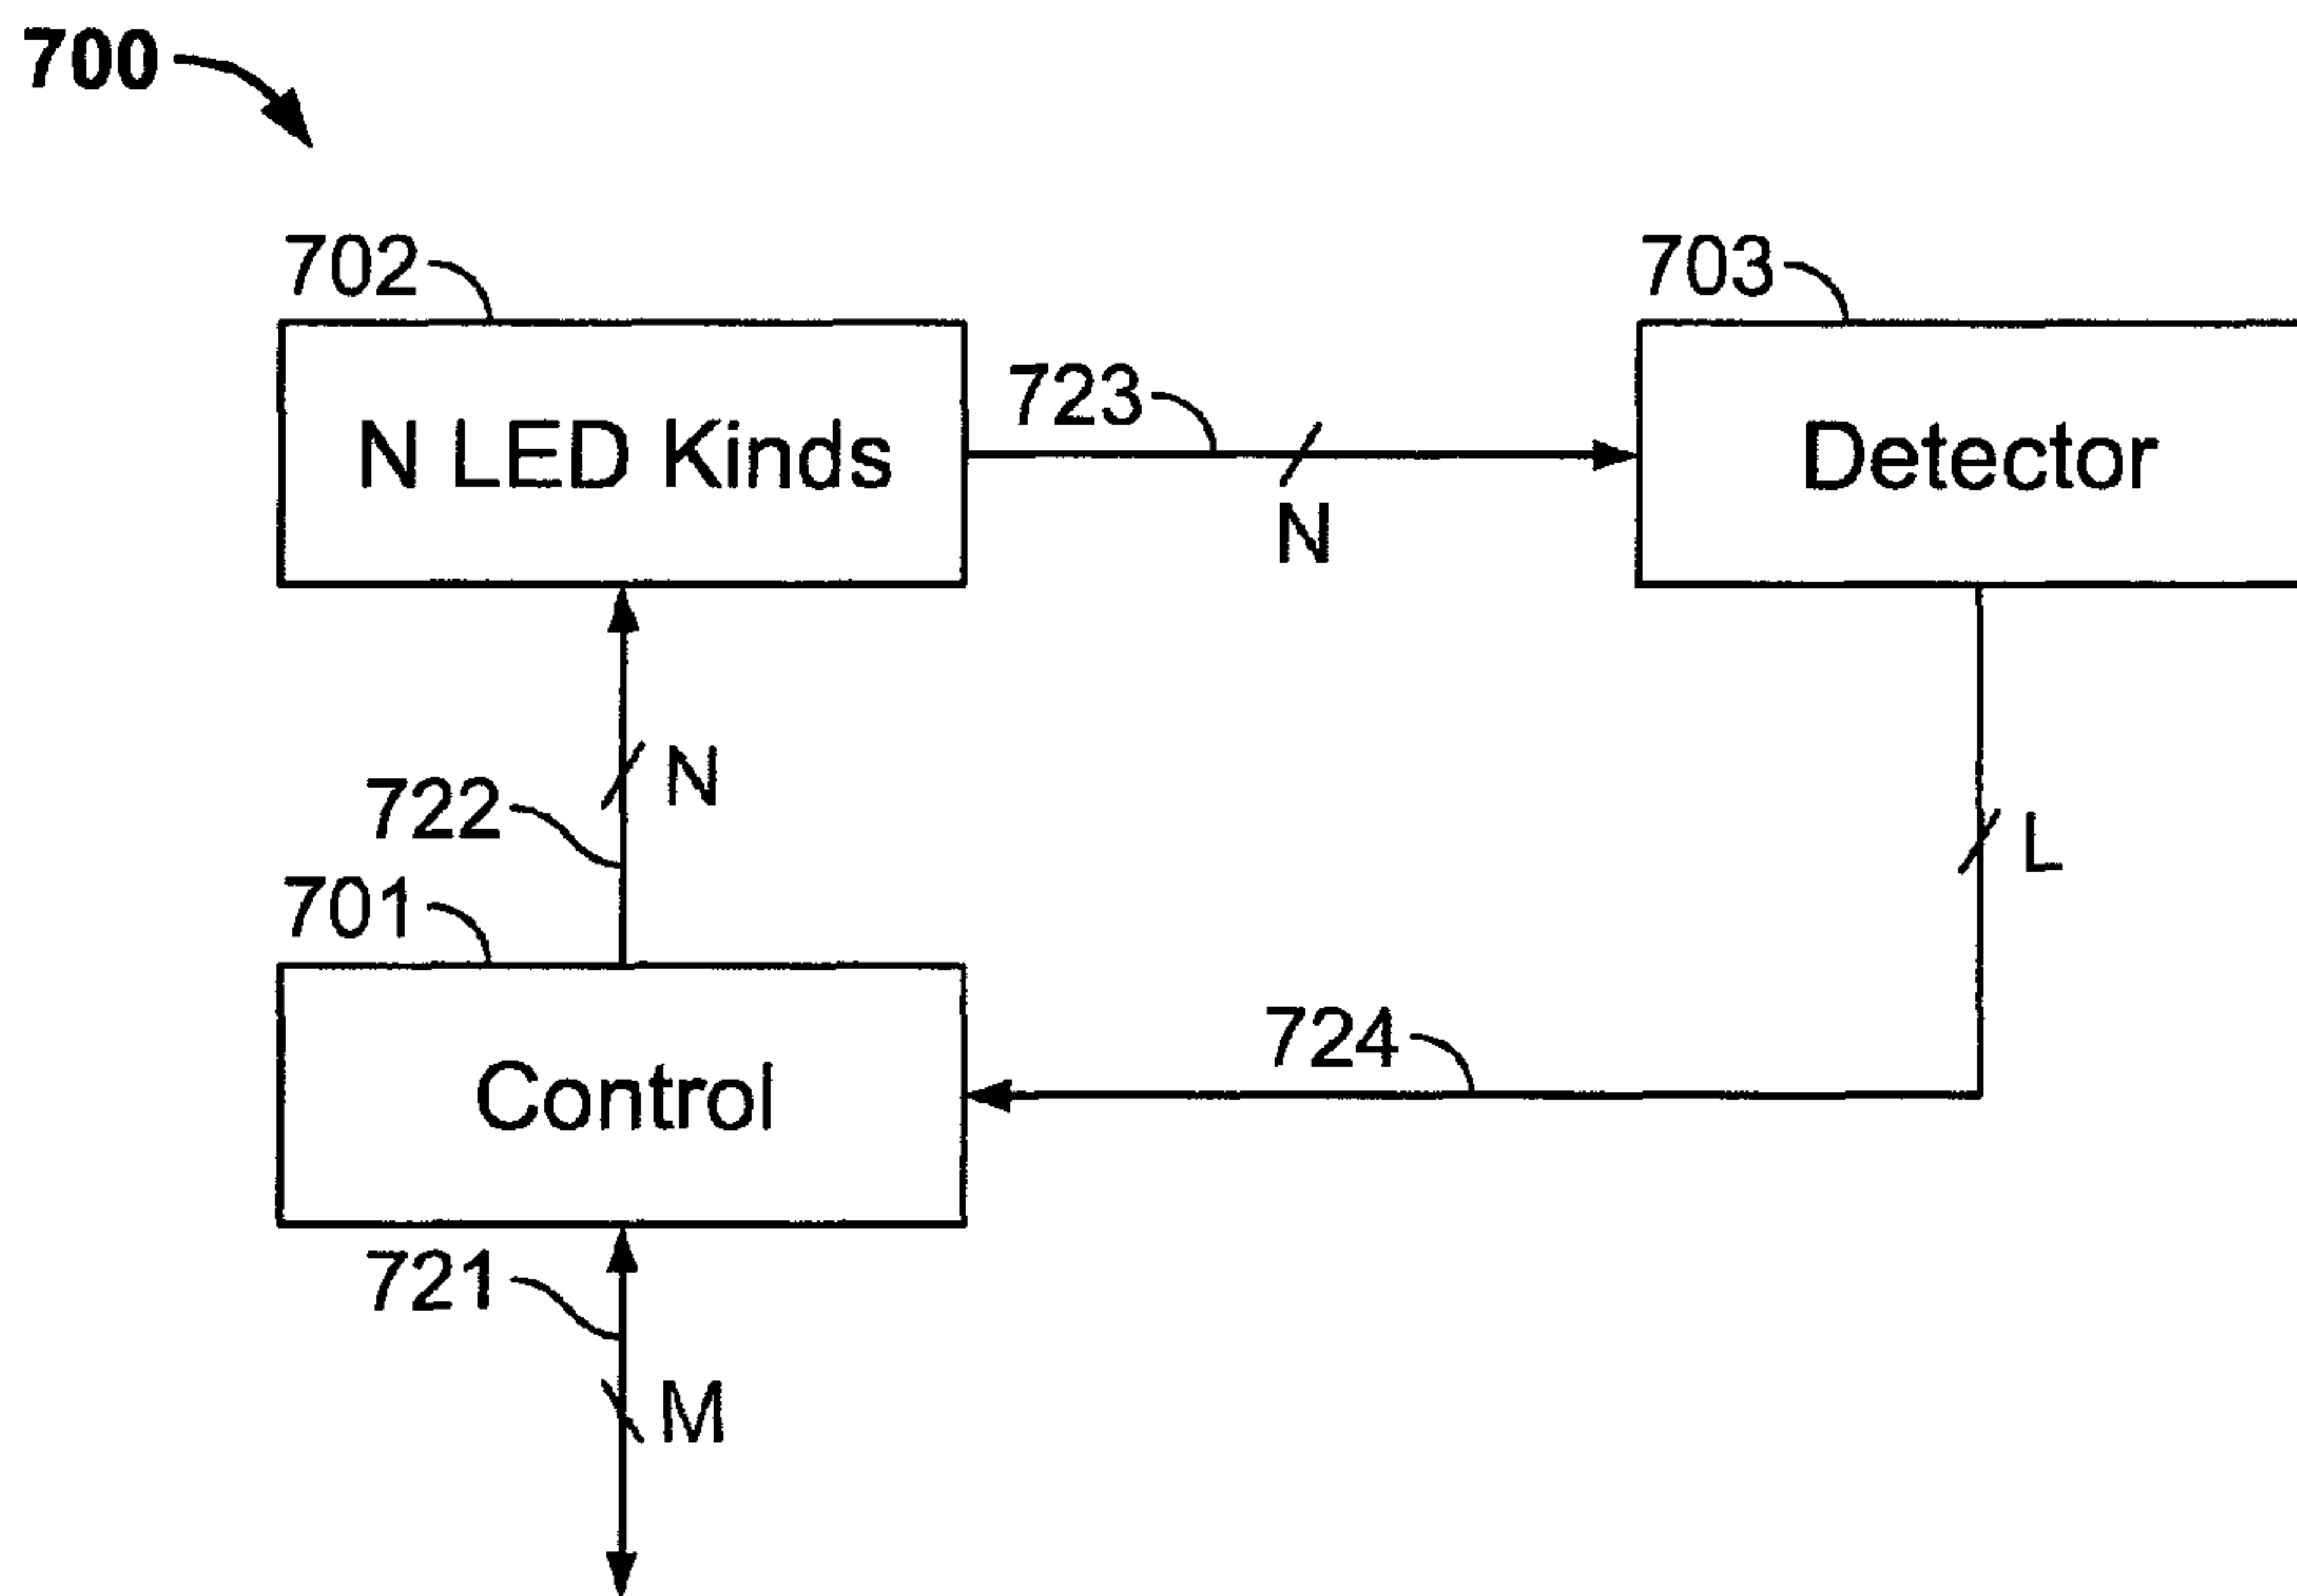 700
702
703
N LED Kinds
723
N
Detector
722
N
L
701
Control
724
721
M